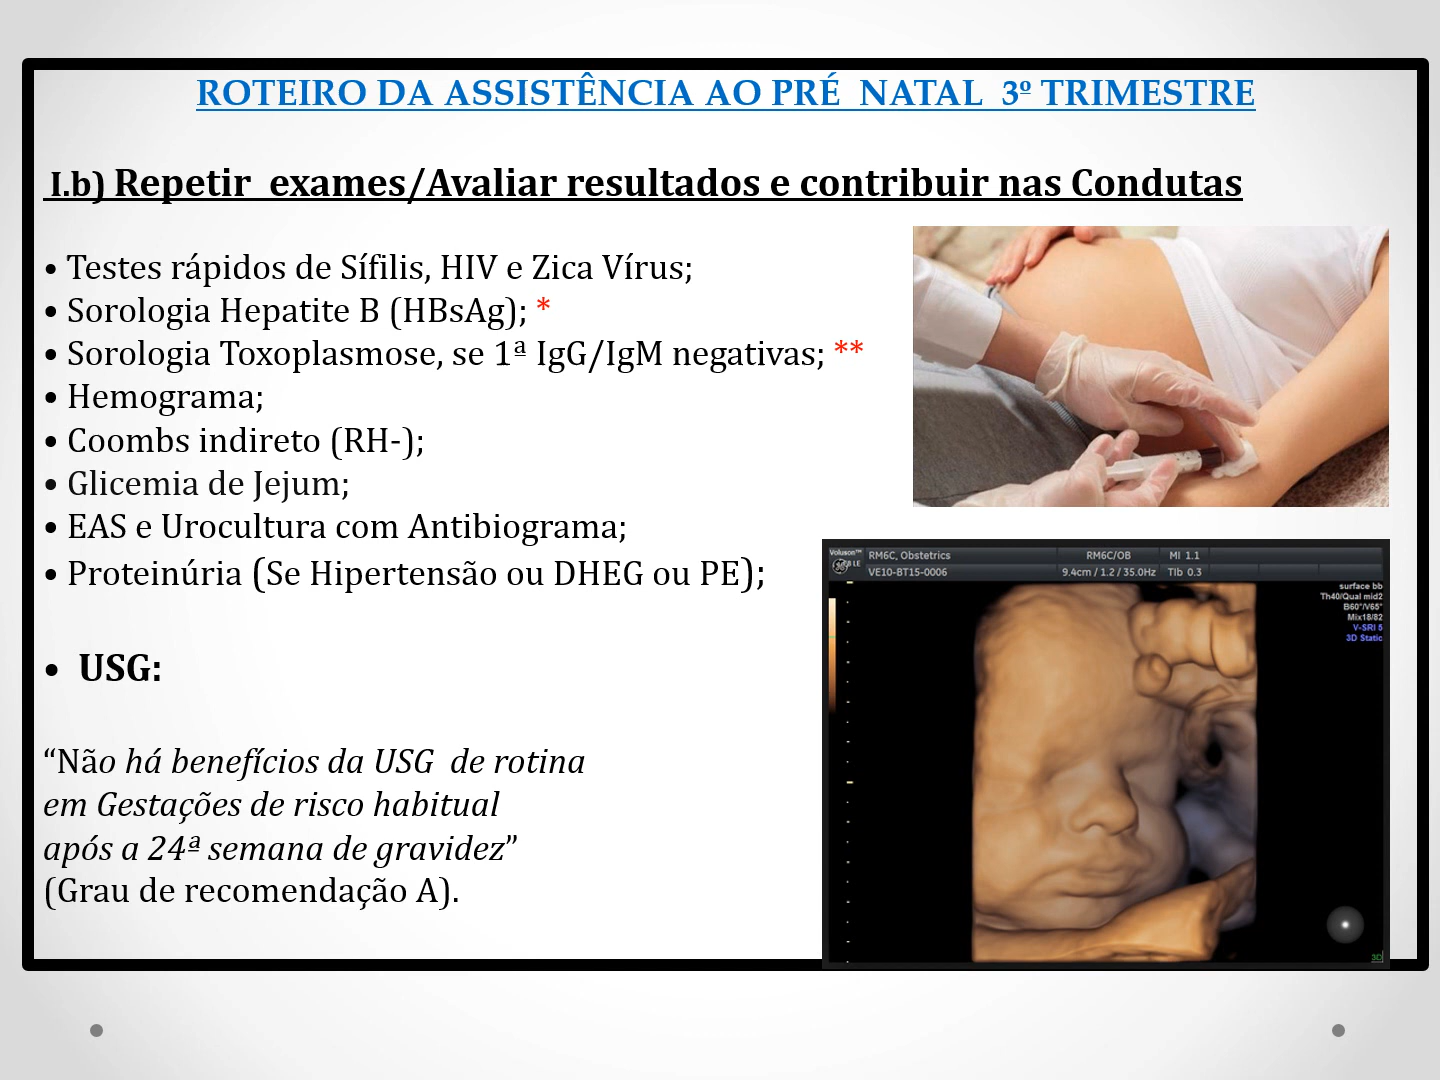 ROTEIRO DA ASSISTÊNCIA AO PRÉ NATAL 3º TRIMESTRE
I.b) Repetir exames/Avaliar resultados e contribuir nas Condutas
• Testes rápidos de Sífilis, HIV e Zica Vírus;
• Sorologia Hepatite B (HBsAg); *
• Sorologia Toxoplasmose, se 1ª IgG/IgM negativas; **
• Hemograma;
• Coombs indireto (RH-);
• Glicemia de Jejum;
• EAS e Urocultura com Antibiograma;
• Proteinúria (Se Hipertensão ou DHEG ou PE);
• USG:
“Não há benefícios da USG de rotina
em Gestações de risco habitual
após a 24ª semana de gravidez”
(Grau de recomendação A).
Voluson™ RM6C, Obstetrics RM6C/OB MI 1.1
VE10-BT15-0006 9.4cm / 1.2 / 35.0Hz TIb 0.3
surface bb
Th40/Qual mid2
B60°/V65°
Mix18/82
V-SRI 5
3D Static
3D